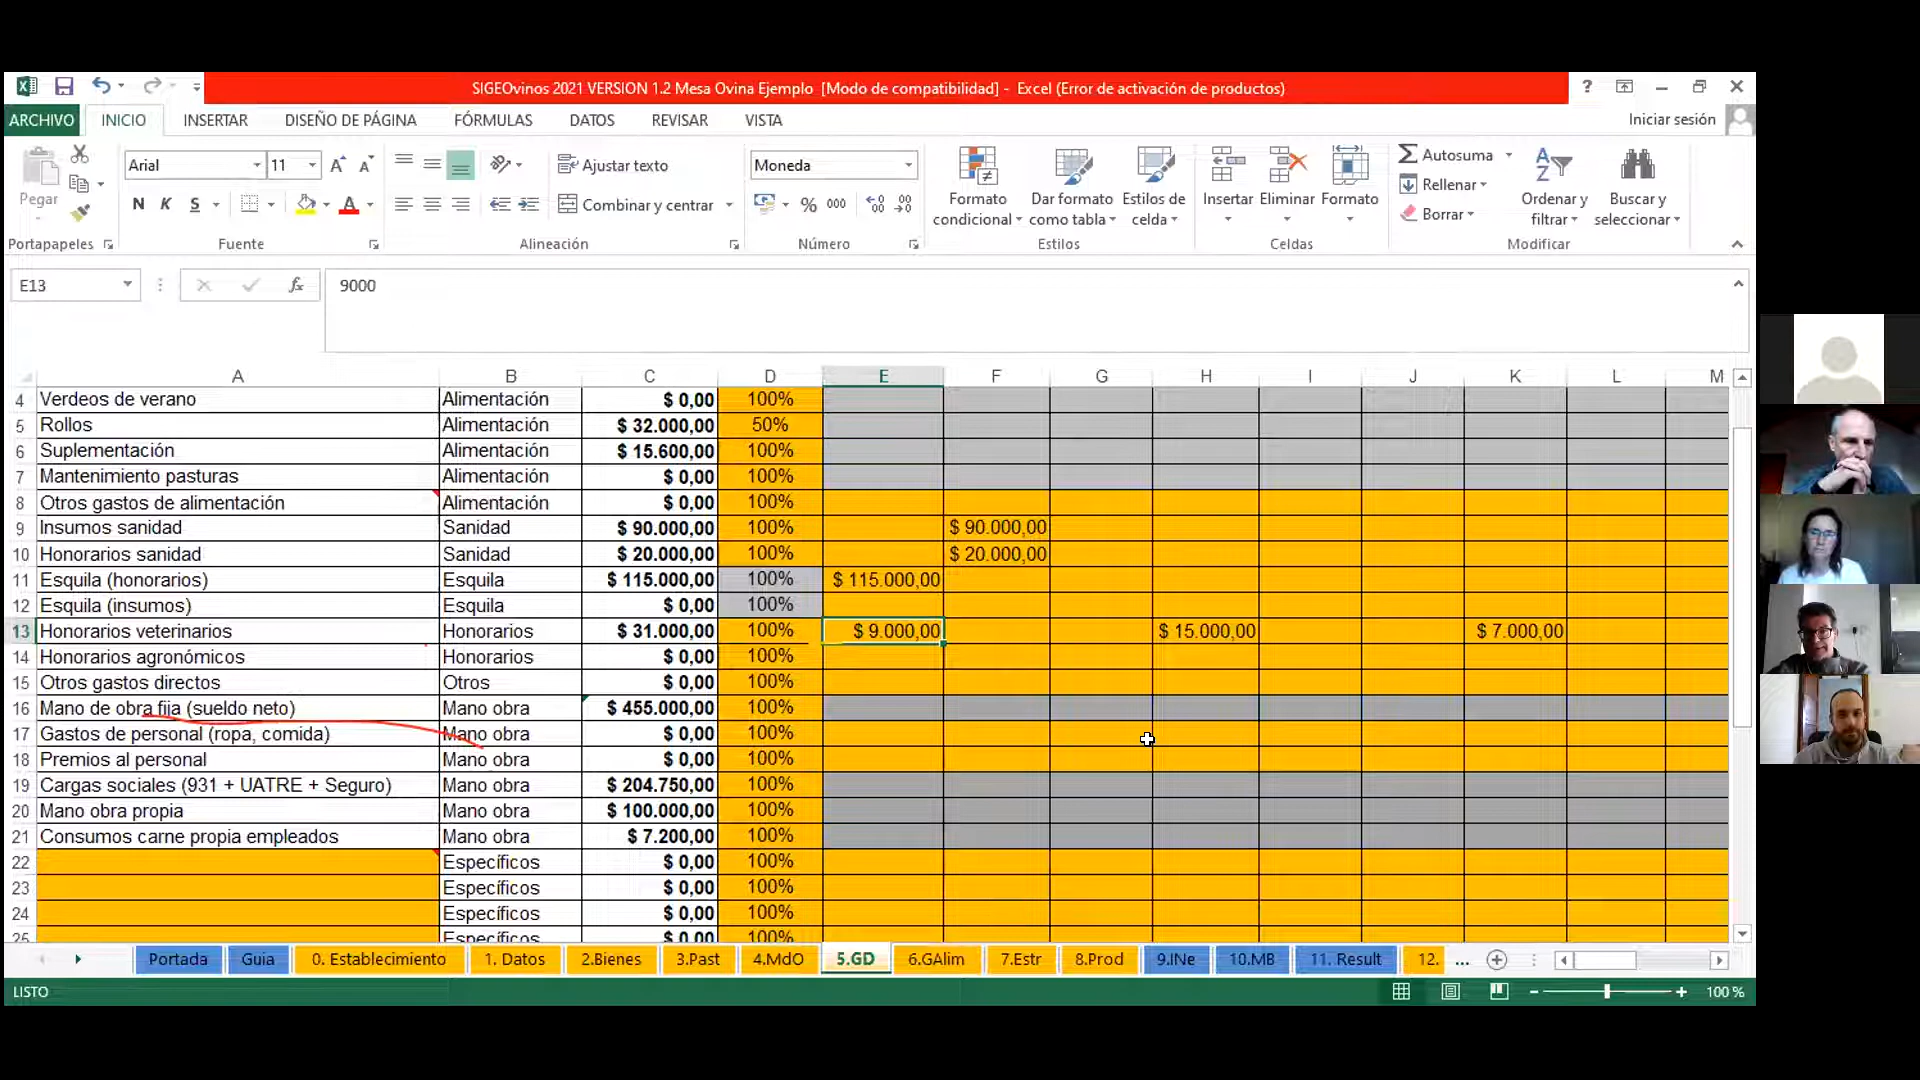 SIGEOvinos 2021 VERSION 1.2 Mesa Ovina Ejemplo [Modo de compatibilidad] - Excel (Error de activación de productos)
?
ARCHIVO INICIO INSERTAR DISEÑO DE PÁGINA FÓRMULAS DATOS REVISAR VISTA Iniciar sesión
Pegar
Portapapeles
Arial 11
N K S
Fuente
Ajustar texto
Combinar y centrar
Alineación
Moneda
% 000
Número
Formato condicional
Dar formato como tabla
Estilos de celda
Estilos
Insertar Eliminar Formato
Celdas
Autosuma
Rellenar
Borrar
Ordenar y filtrar
Buscar y seleccionar
Modificar
E13 fx 9000
A B C D E F G H I J K L M
4 Verdeos de verano Alimentación $ 0,00 100%
5 Rollos Alimentación $ 32.000,00 50%
6 Suplementación Alimentación $ 15.600,00 100%
7 Mantenimiento pasturas Alimentación $ 0,00 100%
8 Otros gastos de alimentación Alimentación $ 0,00 100%
9 Insumos sanidad Sanidad $ 90.000,00 100% $ 90.000,00
10 Honorarios sanidad Sanidad $ 20.000,00 100% $ 20.000,00
11 Esquila (honorarios) Esquila $ 115.000,00 100% $ 115.000,00
12 Esquila (insumos) Esquila $ 0,00 100%
13 Honorarios veterinarios Honorarios $ 31.000,00 100% $ 9.000,00 $ 15.000,00 $ 7.000,00
14 Honorarios agronómicos Honorarios $ 0,00 100%
15 Otros gastos directos Otros $ 0,00 100%
16 Mano de obra fija (sueldo neto) Mano obra $ 455.000,00 100%
17 Gastos de personal (ropa, comida) Mano obra $ 0,00 100%
18 Premios al personal Mano obra $ 0,00 100%
19 Cargas sociales (931 + UATRE + Seguro) Mano obra $ 204.750,00 100%
20 Mano obra propia Mano obra $ 100.000,00 100%
21 Consumos carne propia empleados Mano obra $ 7.200,00 100%
22 Específicos $ 0,00 100%
23 Específicos $ 0,00 100%
24 Específicos $ 0,00 100%
25 Específicos $ 0,00 100%
Portada Guia 0. Establecimiento 1. Datos 2.Bienes 3.Past 4.MdO 5.GD 6.GAlim 7.Estr 8.Prod 9.INe 10.MB 11. Result 12. ...
LISTO 100 %